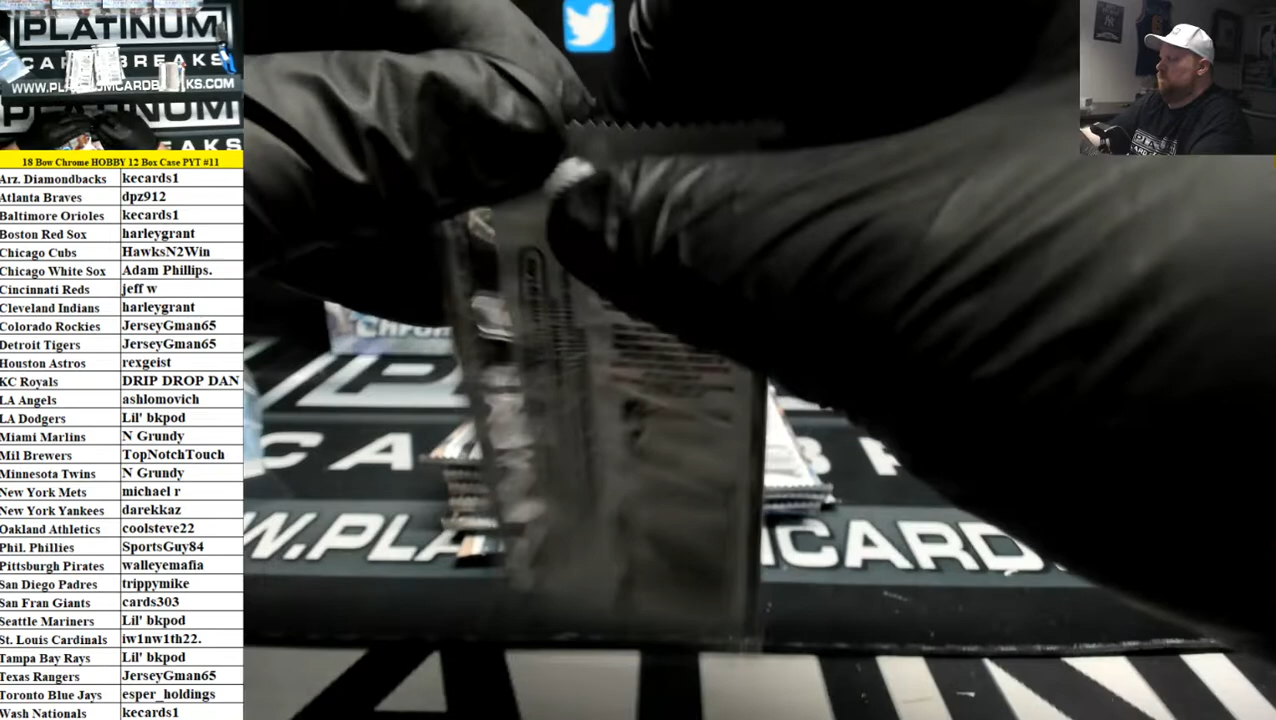 PLATINUM
CARDBREAKS
WWW.PLATINUMCARDBREAKS.COM
PLATINUM
18 Bow Chrome HOBBY 12 Box Case PYT #11
Arz. Diamondbacks kecards1
Atlanta Braves dpz912
Baltimore Orioles kecards1
Boston Red Sox harleygrant
Chicago Cubs HawksN2Win
Chicago White Sox Adam Phillips.
Cincinnati Reds jeff w
Cleveland Indians harleygrant
Colorado Rockies JerseyGman65
Detroit Tigers JerseyGman65
Houston Astros rexgeist
KC Royals DRIP DROP DAN
LA Angels ashlomovich
LA Dodgers Lil' bkpod
Miami Marlins N Grundy
Mil Brewers TopNotchTouch
Minnesota Twins N Grundy
New York Mets michael r
New York Yankees darekkaz
Oakland Athletics coolsteve22
Phil. Phillies SportsGuy84
Pittsburgh Pirates walleyemafia
San Diego Padres trippymike
San Fran Giants cards303
Seattle Mariners Lil' bkpod
St. Louis Cardinals iw1nw1th22.
Tampa Bay Rays Lil' bkpod
Texas Rangers JerseyGman65
Toronto Blue Jays esper_holdings
Wash Nationals kecards1